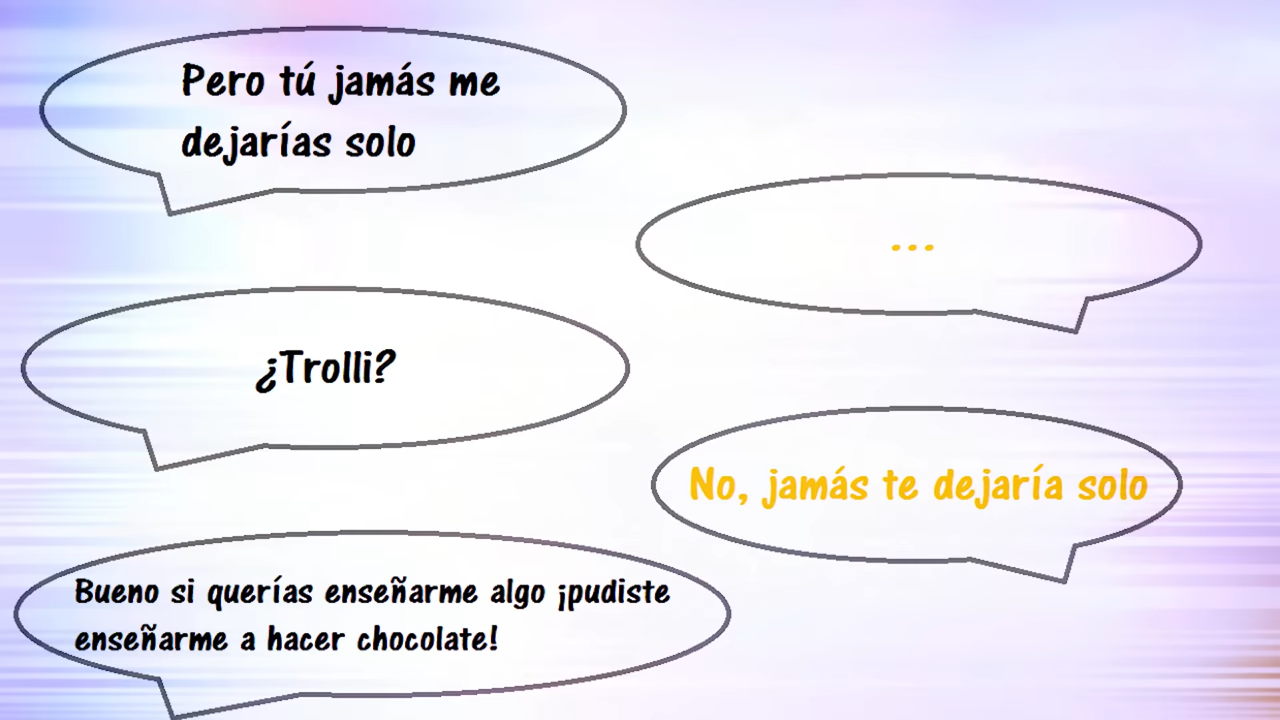 Pero tú jamás me
dejarías solo
...
¿Trolli?
No, jamás te dejaría solo
Bueno si querías enseñarme algo ¡pudiste
enseñarme a hacer chocolate!